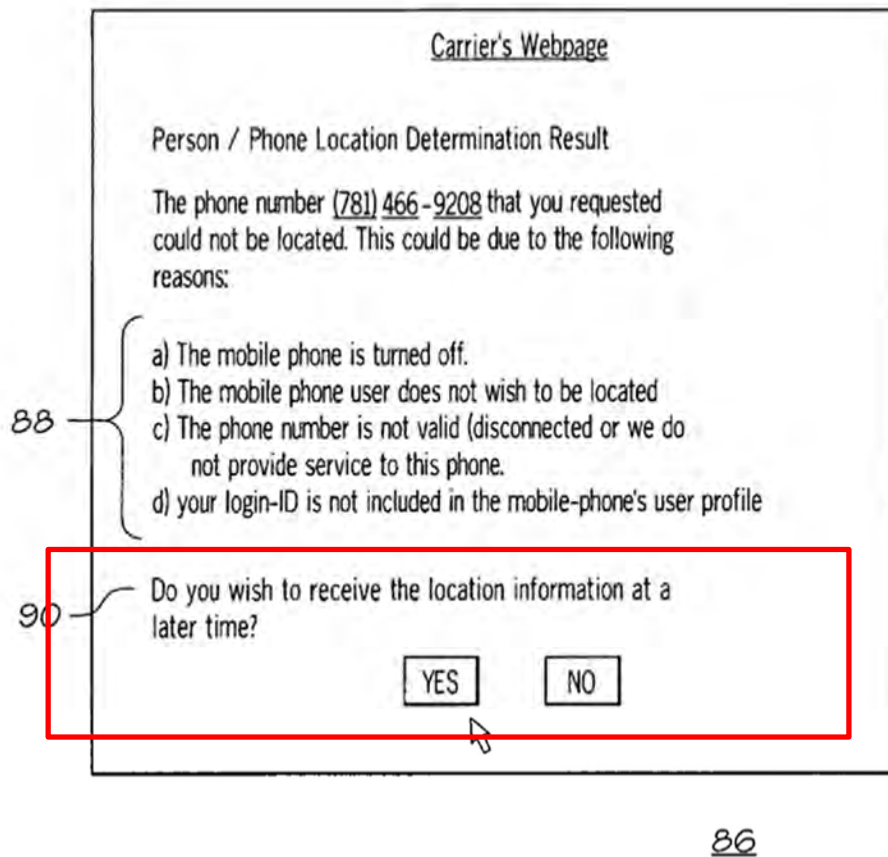 Carrier's Webpage
Person / Phone Location Determination Result
The phone number (781) 466-9208 that you requested
could not be located. This could be due to the following
reasons:
a) The mobile phone is turned off.
b) The mobile phone user does not wish to be located
88
c) The phone number is not valid (disconnected or we do
not provide service to this phone.
d) your login-ID is not included in the mobile-phone's user profile
90
Do you wish to receive the location information at a
later time?
YES NO
86